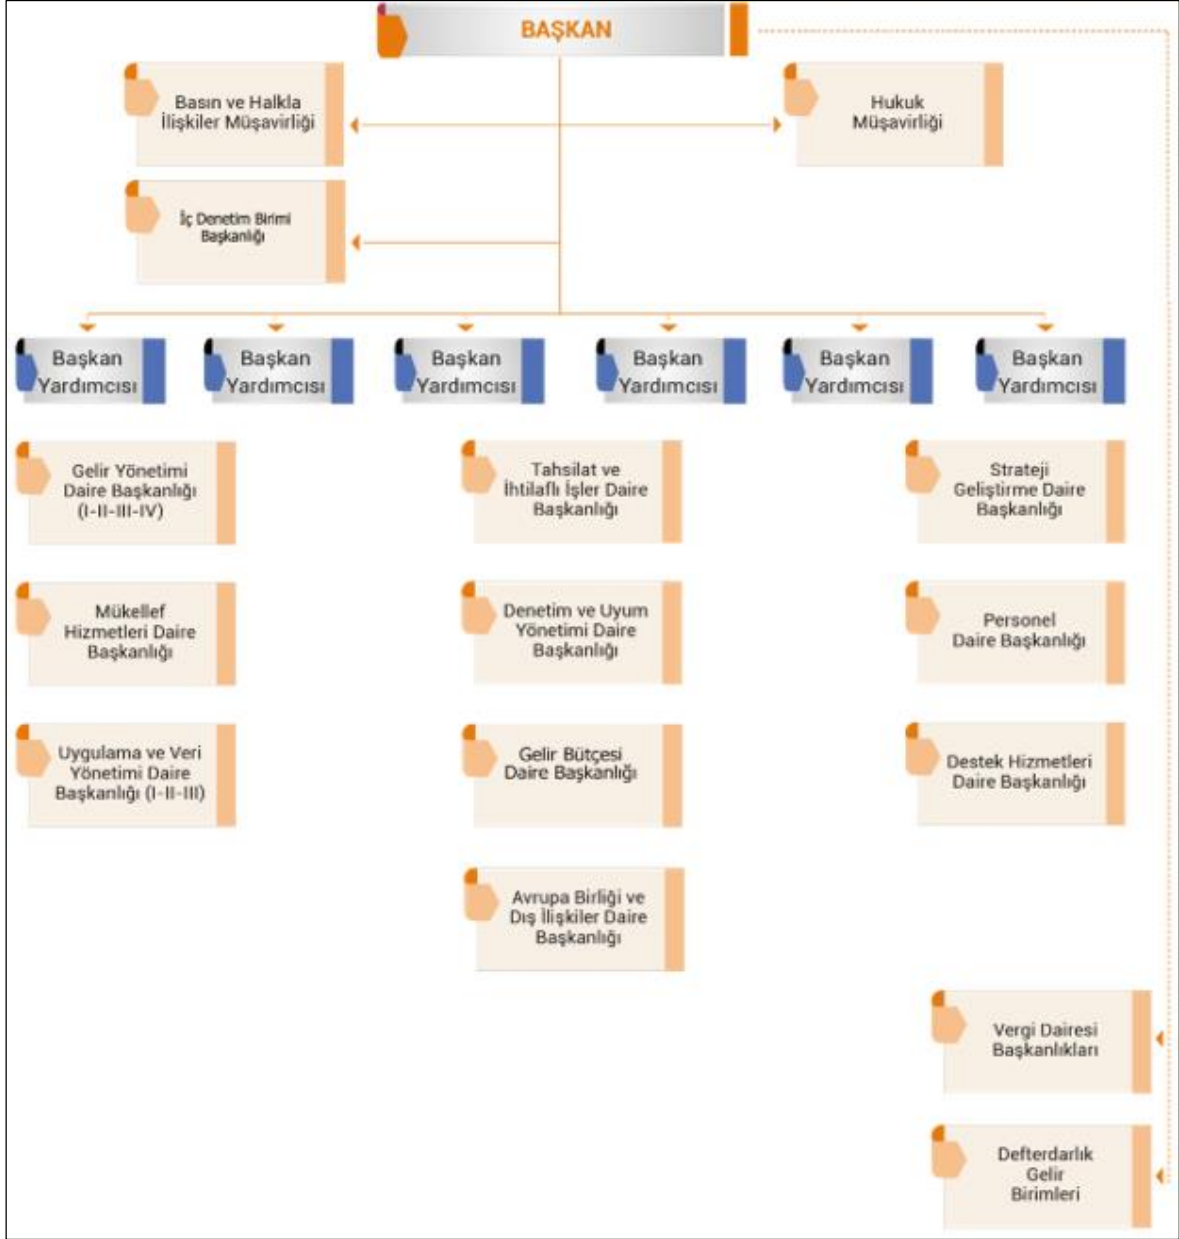 BAŞKAN
Basın ve Halkla
İlişkiler Müşavirliği
Hukuk
Müşavirliği
İç Denetim Birimi
Başkanlığı
Başkan
Yardımcısı
Başkan
Yardımcısı
Başkan
Yardımcısı
Başkan
Yardımcısı
Başkan
Yardımcısı
Başkan
Yardımcısı
Gelir Yönetimi
Daire Başkanlığı
(I-II-III-IV)
Tahsilat ve
İhtilaflı İşler Daire
Başkanlığı
Strateji
Geliştirme Daire
Başkanlığı
Mükellef
Hizmetleri Daire
Başkanlığı
Denetim ve Uyum
Yönetimi Daire
Başkanlığı
Personel
Daire Başkanlığı
Uygulama ve Veri
Yönetimi Daire
Başkanlığı (I-II-III)
Gelir Bütçesi
Daire Başkanlığı
Destek Hizmetleri
Daire Başkanlığı
Avrupa Birliği ve
Dış İlişkiler Daire
Başkanlığı
Vergi Dairesi
Başkanlıkları
Defterdarlık
Gelir
Birimleri